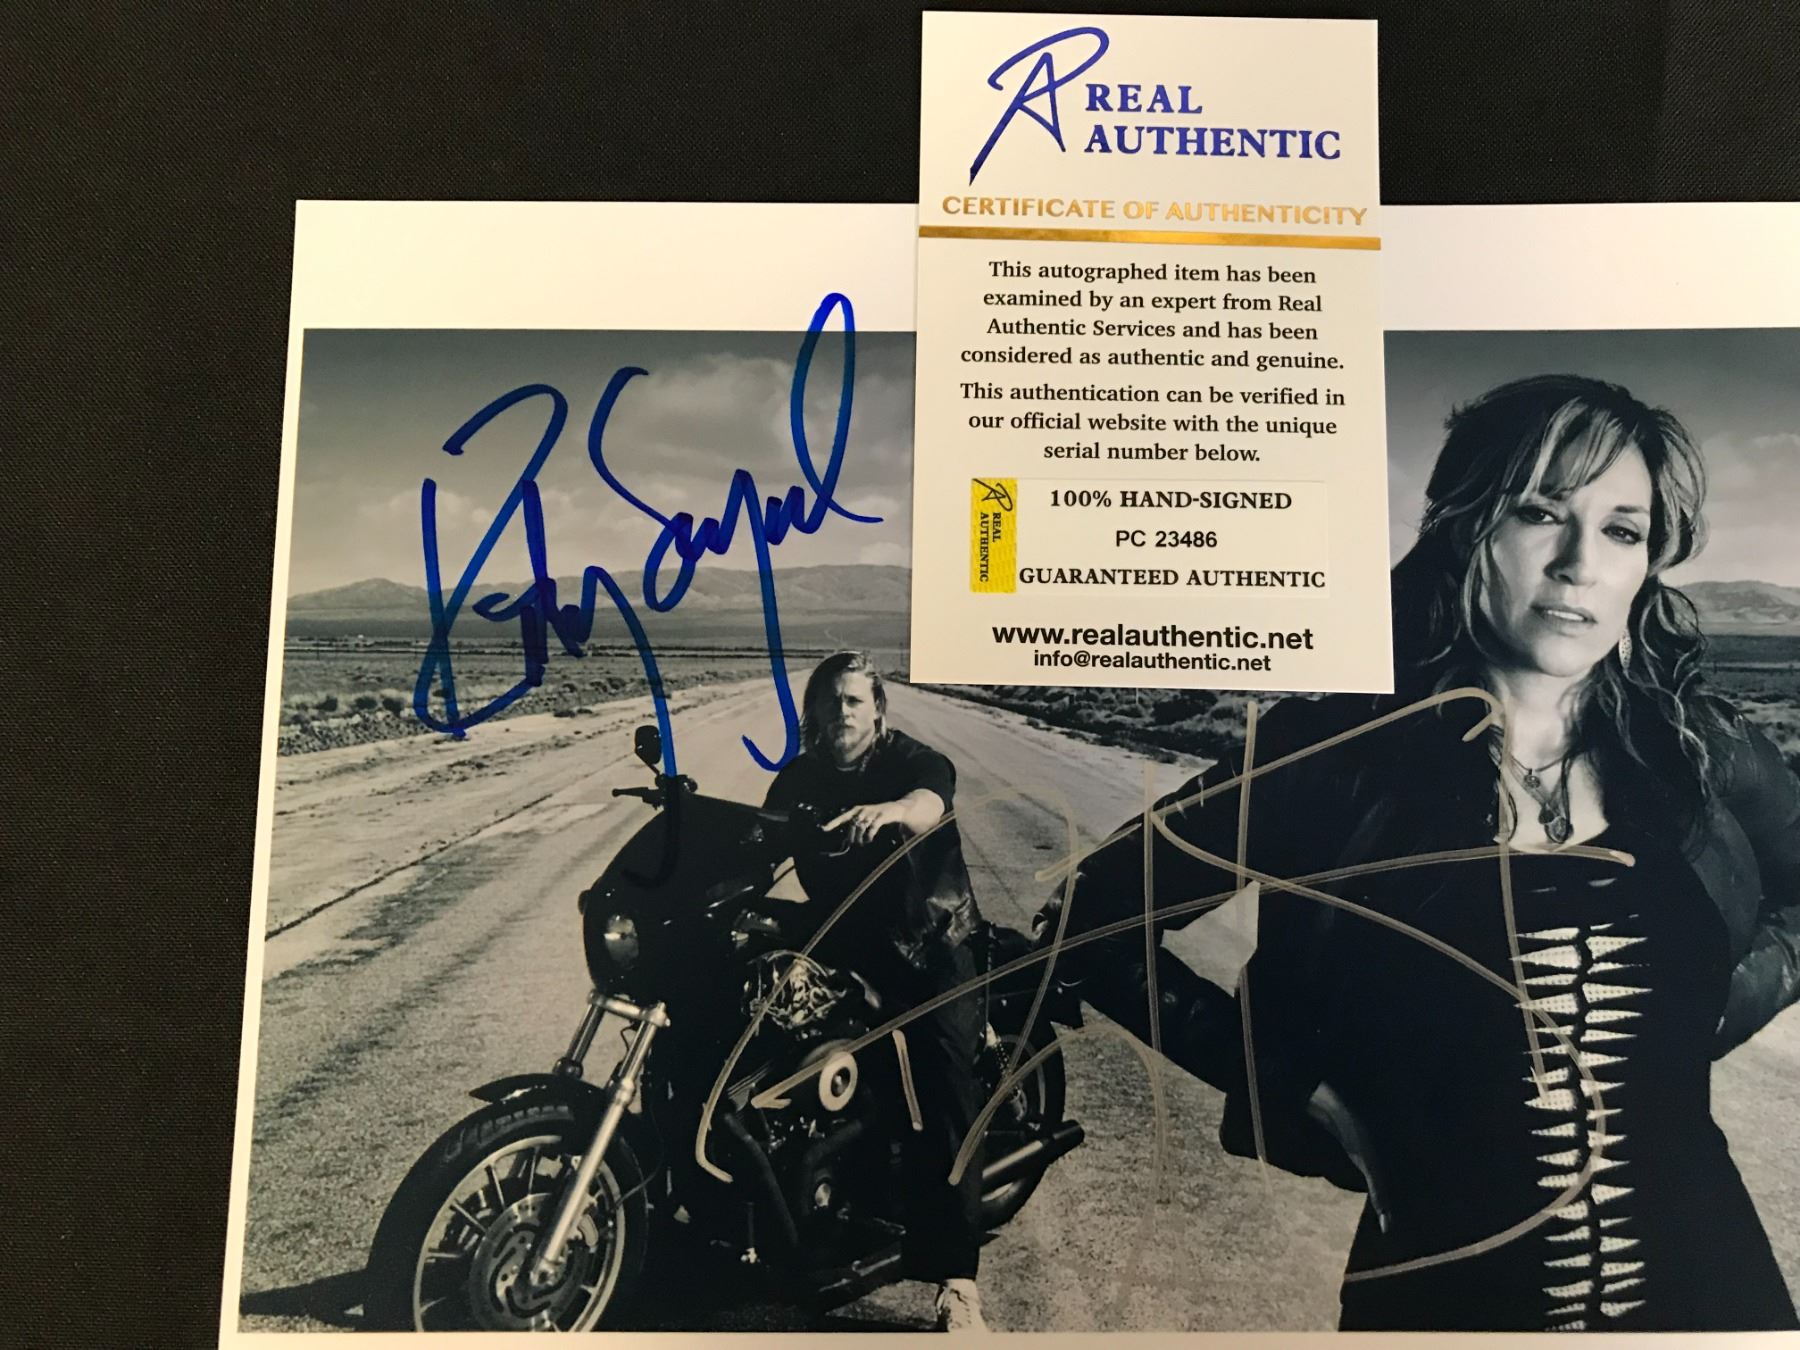 REAL
AUTHENTIC
CERTIFICATE OF AUTHENTICITY
This autographed item has been
examined by an expert from Real
Authentic Services and has been
considered as authentic and genuine.
This authentication can be verified in
our official website with the unique
serial number below.
REAL
AUTHENTIC
100% HAND-SIGNED
PC 23486
GUARANTEED AUTHENTIC
www.realauthentic.net
info@realauthentic.net